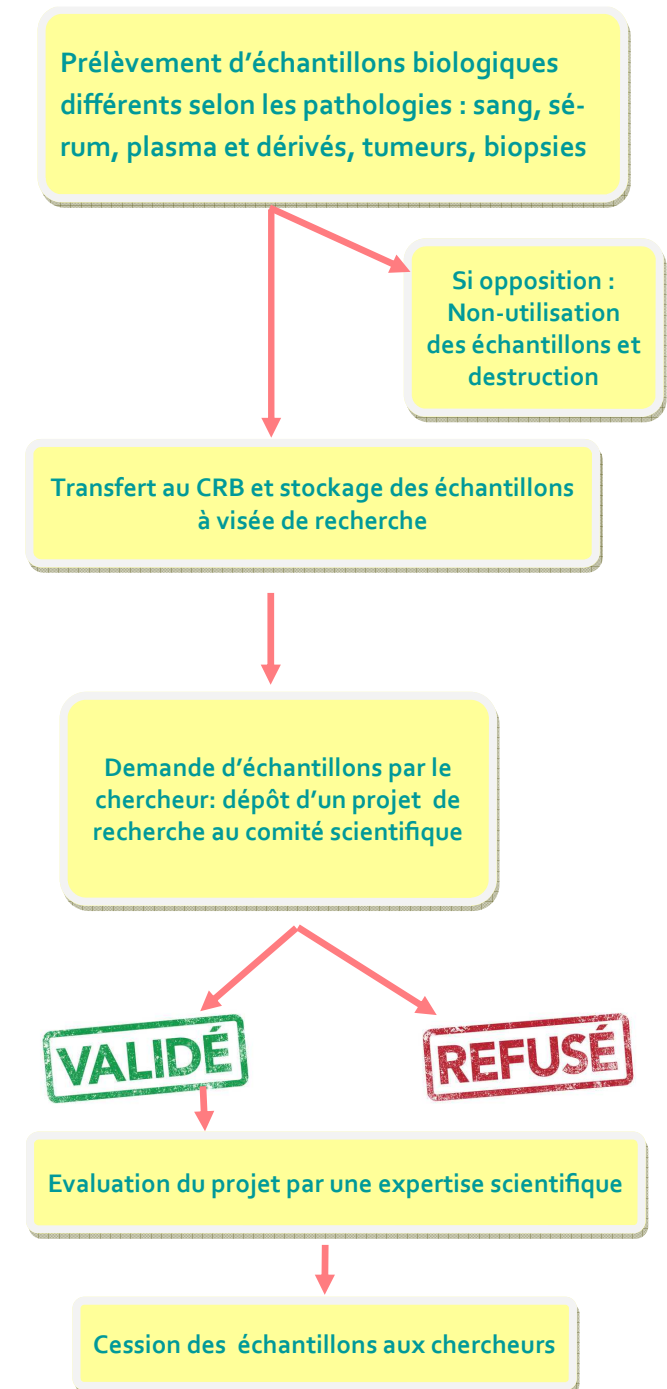 Prélèvement d’échantillons biologiques
différents selon les pathologies : sang, sé-
rum, plasma et dérivés, tumeurs, biopsies
Si opposition :
Non-utilisation
des échantillons et
destruction
Transfert au CRB et stockage des échantillons
à visée de recherche
Demande d’échantillons par le
chercheur: dépôt d’un projet de
recherche au comité scientifique
VALIDÉ
REFUSÉ
Evaluation du projet par une expertise scientifique
Cession des échantillons aux chercheurs